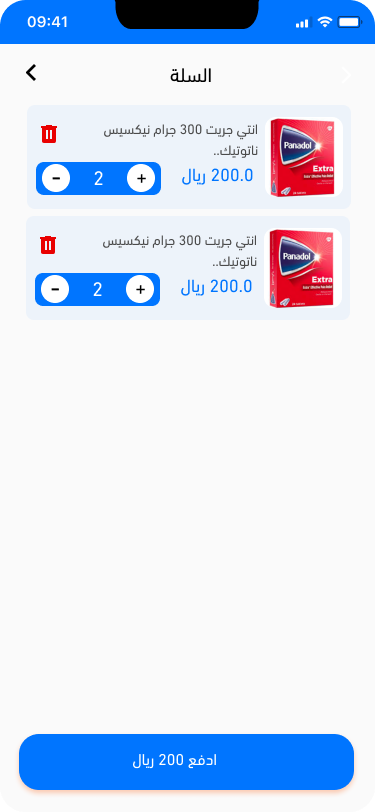 09:41
السلة
انتي جريت 300 جرام نيكسيس
ناتوتيك..
200.0 ريال
- 2 +
Panadol
Extra
انتي جريت 300 جرام نيكسيس
ناتوتيك..
200.0 ريال
- 2 +
Panadol
Extra
ادفع 200 ريال